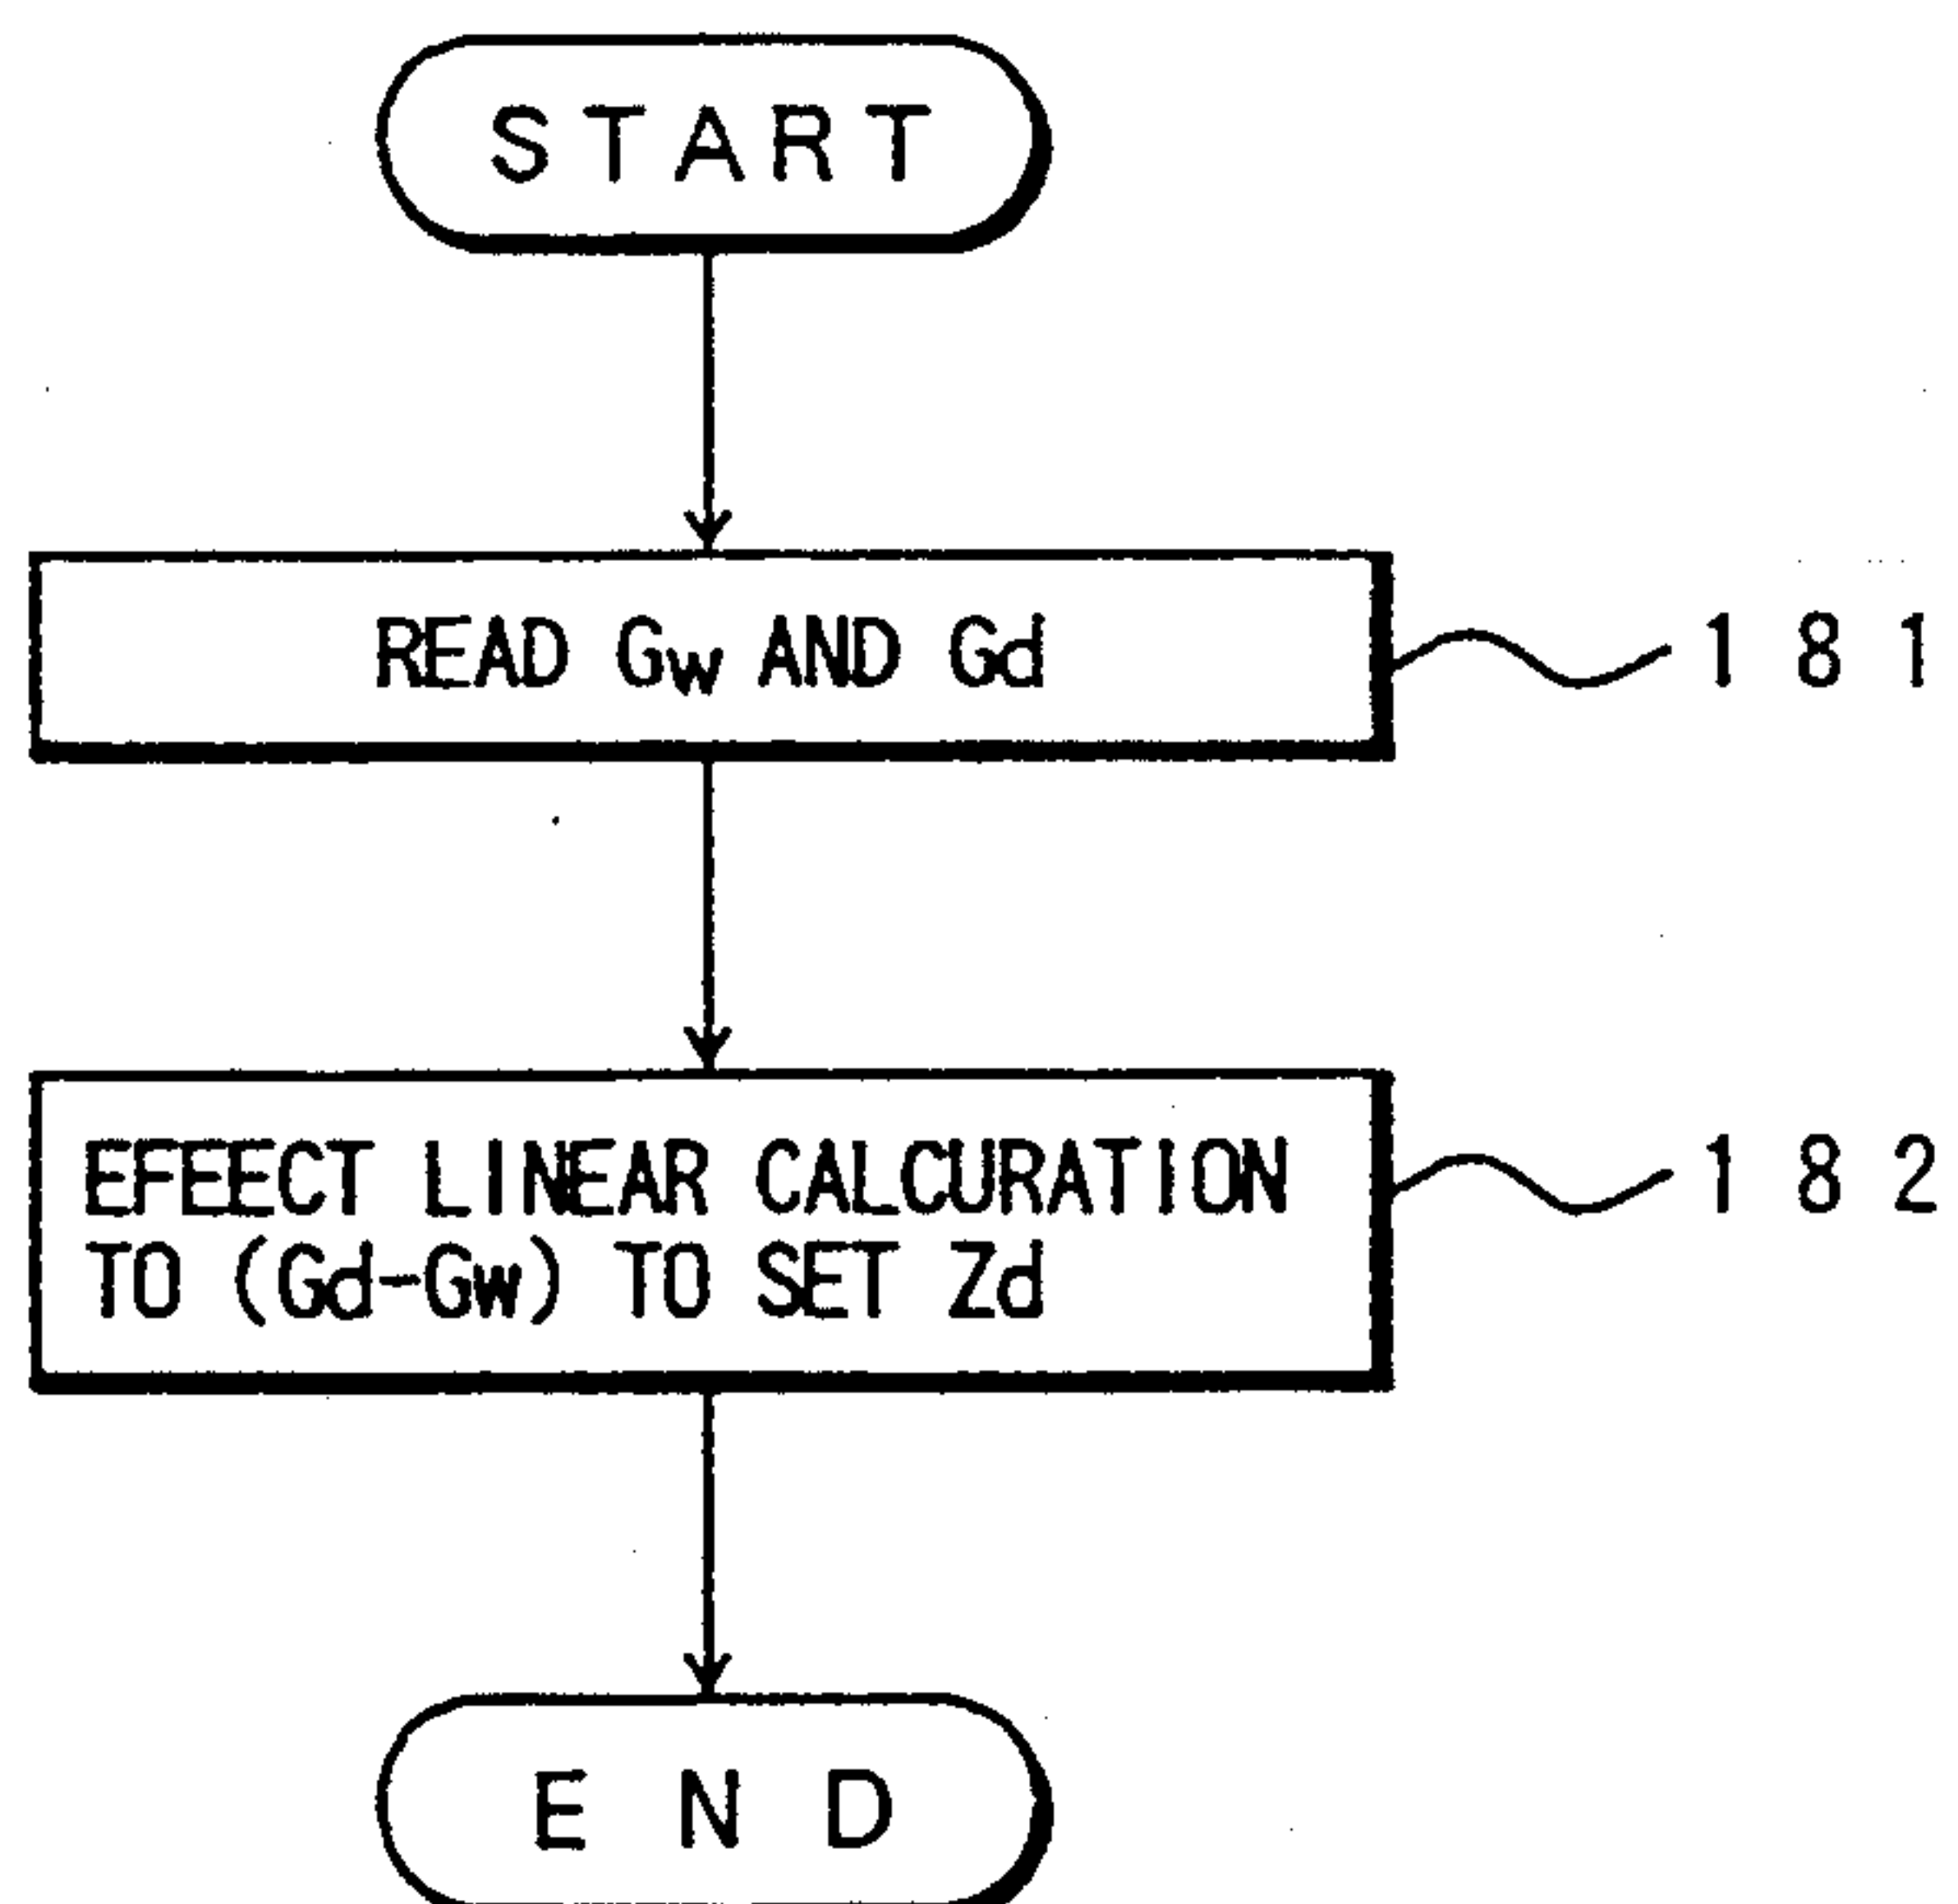 START
READ Gw AND Gd
181
EFEECT LINEAR CALCURATION
TO (Gd-Gw) TO SET Zd
182
END